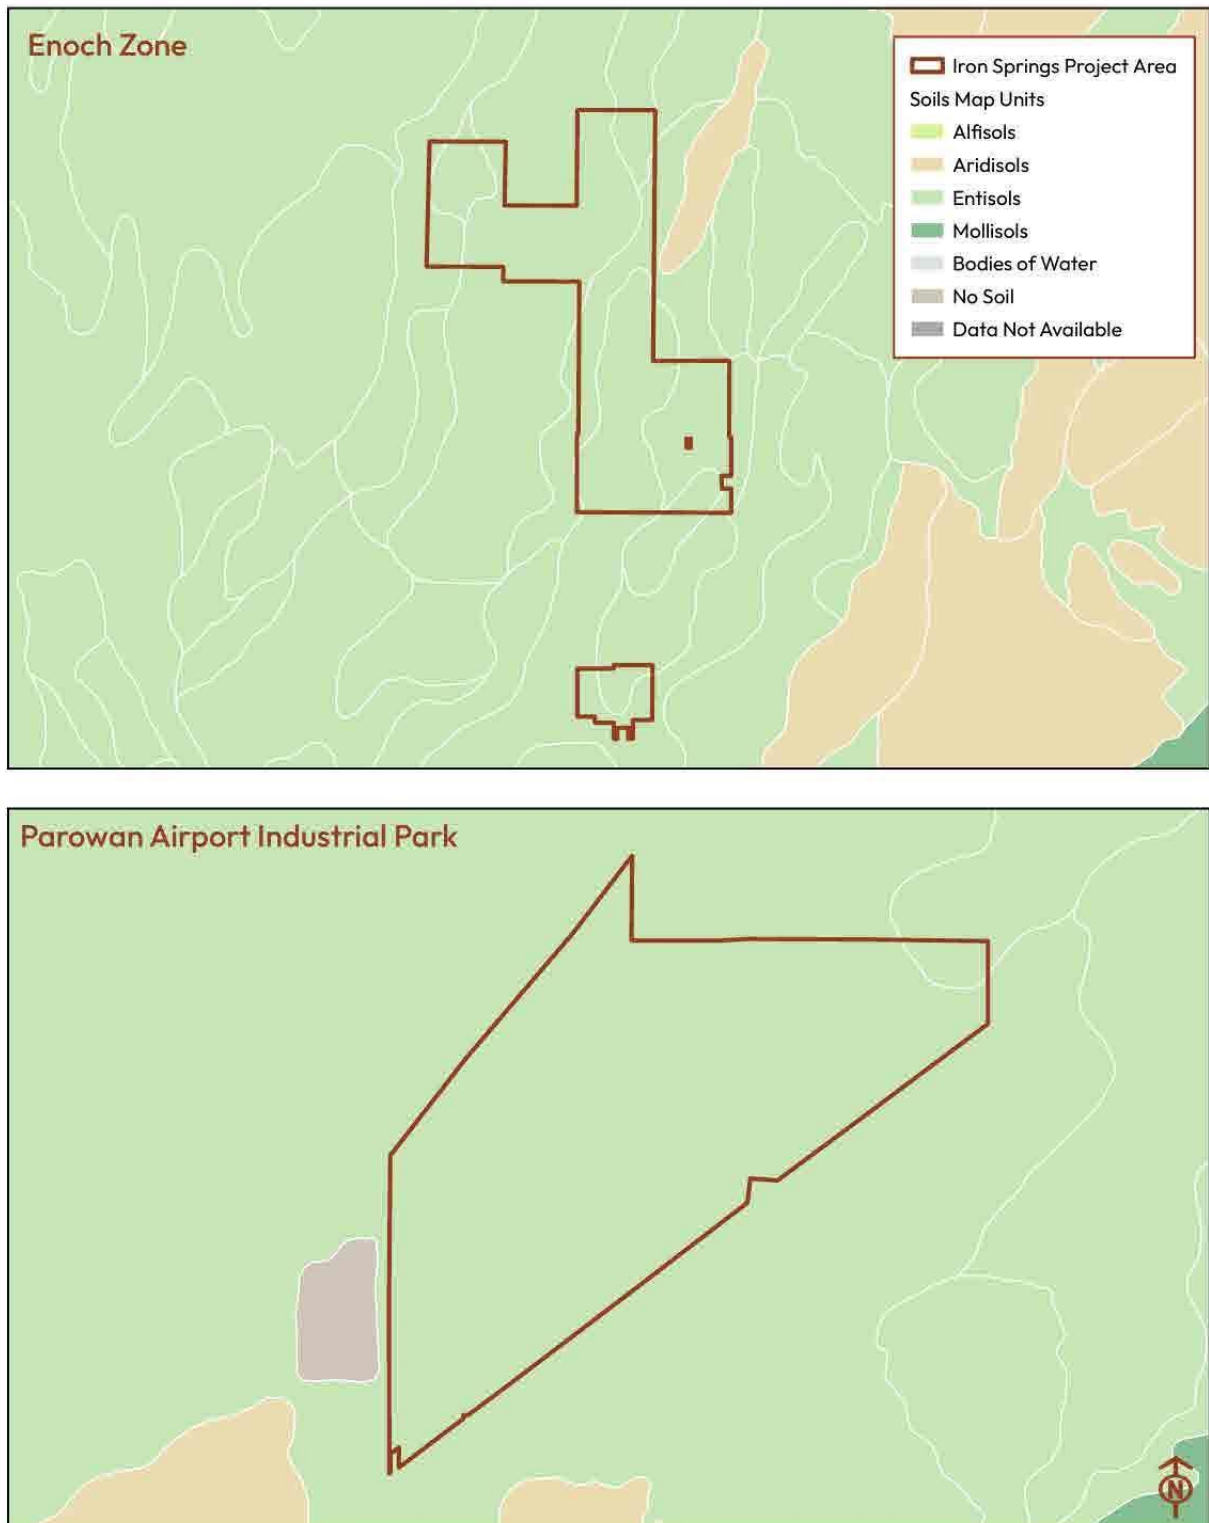 Enoch Zone
Iron Springs Project Area
Soils Map Units
Alfisols
Aridisols
Entisols
Mollisols
Bodies of Water
No Soil
Data Not Available
Parowan Airport Industrial Park
N